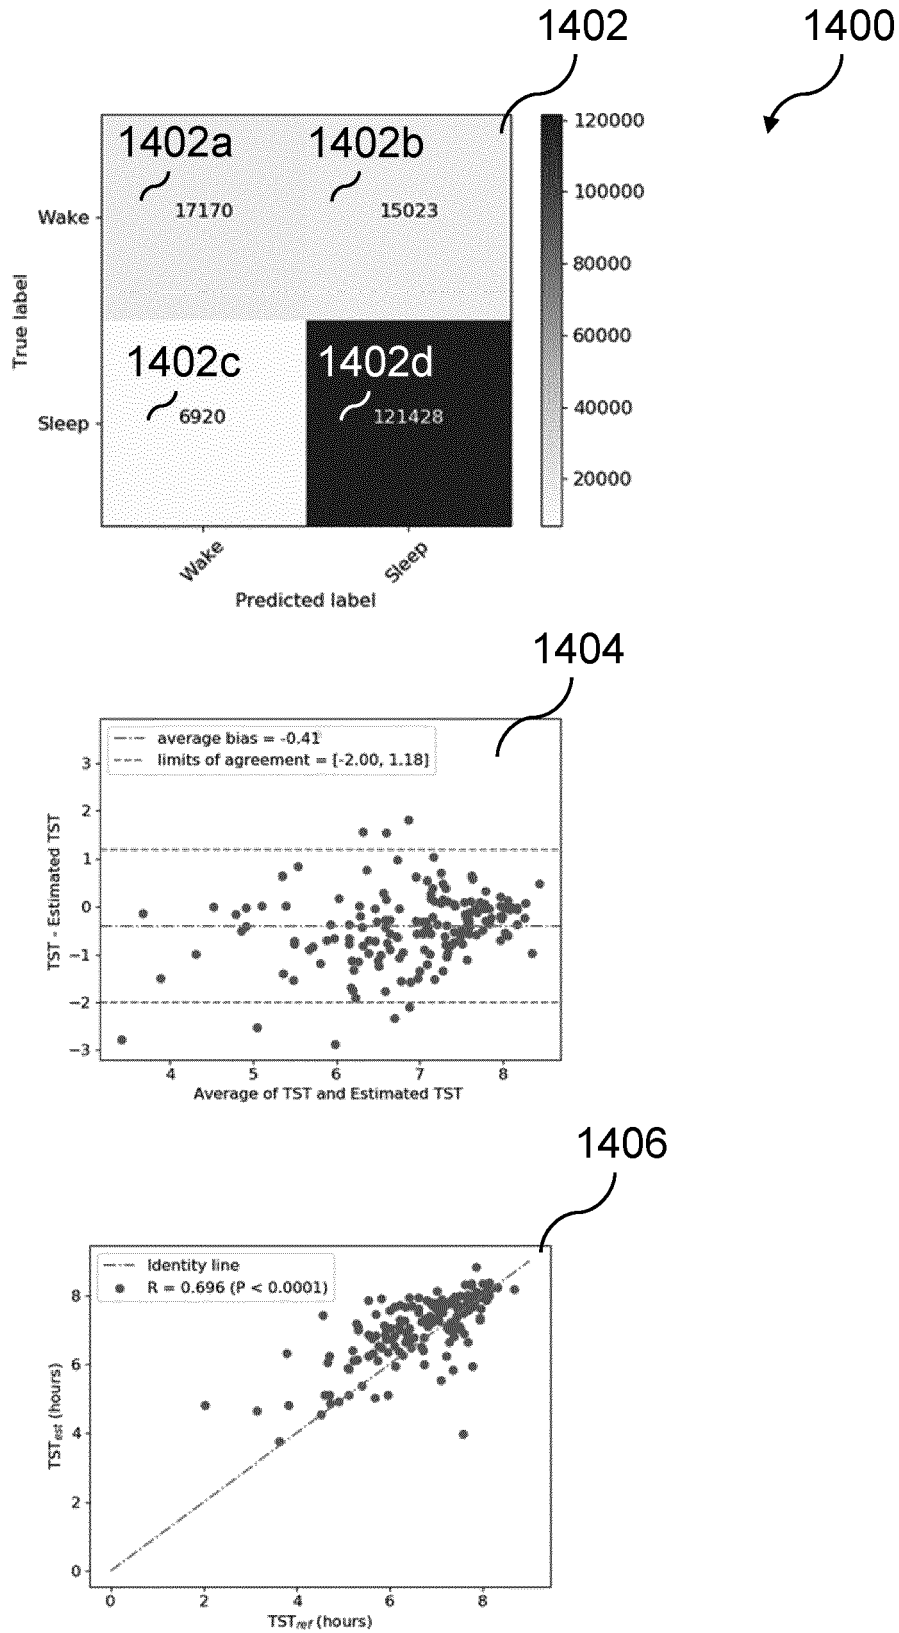 1402
1400
1402a
1402b
17170
15023
Wake
1402c
1402d
6920
121428
Sleep
True label
Wake
Sleep
Predicted label
120000
100000
80000
60000
40000
20000
1404
average bias = -0.41
limits of agreement = [-2.00, 1.18]
3
2
1
0
−1
−2
−3
TST - Estimated TST
4 5 6 7 8
Average of TST and Estimated TST
1406
Identity line
R = 0.696 (P < 0.0001)
8
6
4
2
0
TSTest (hours)
0 2 4 6 8
TSTref (hours)